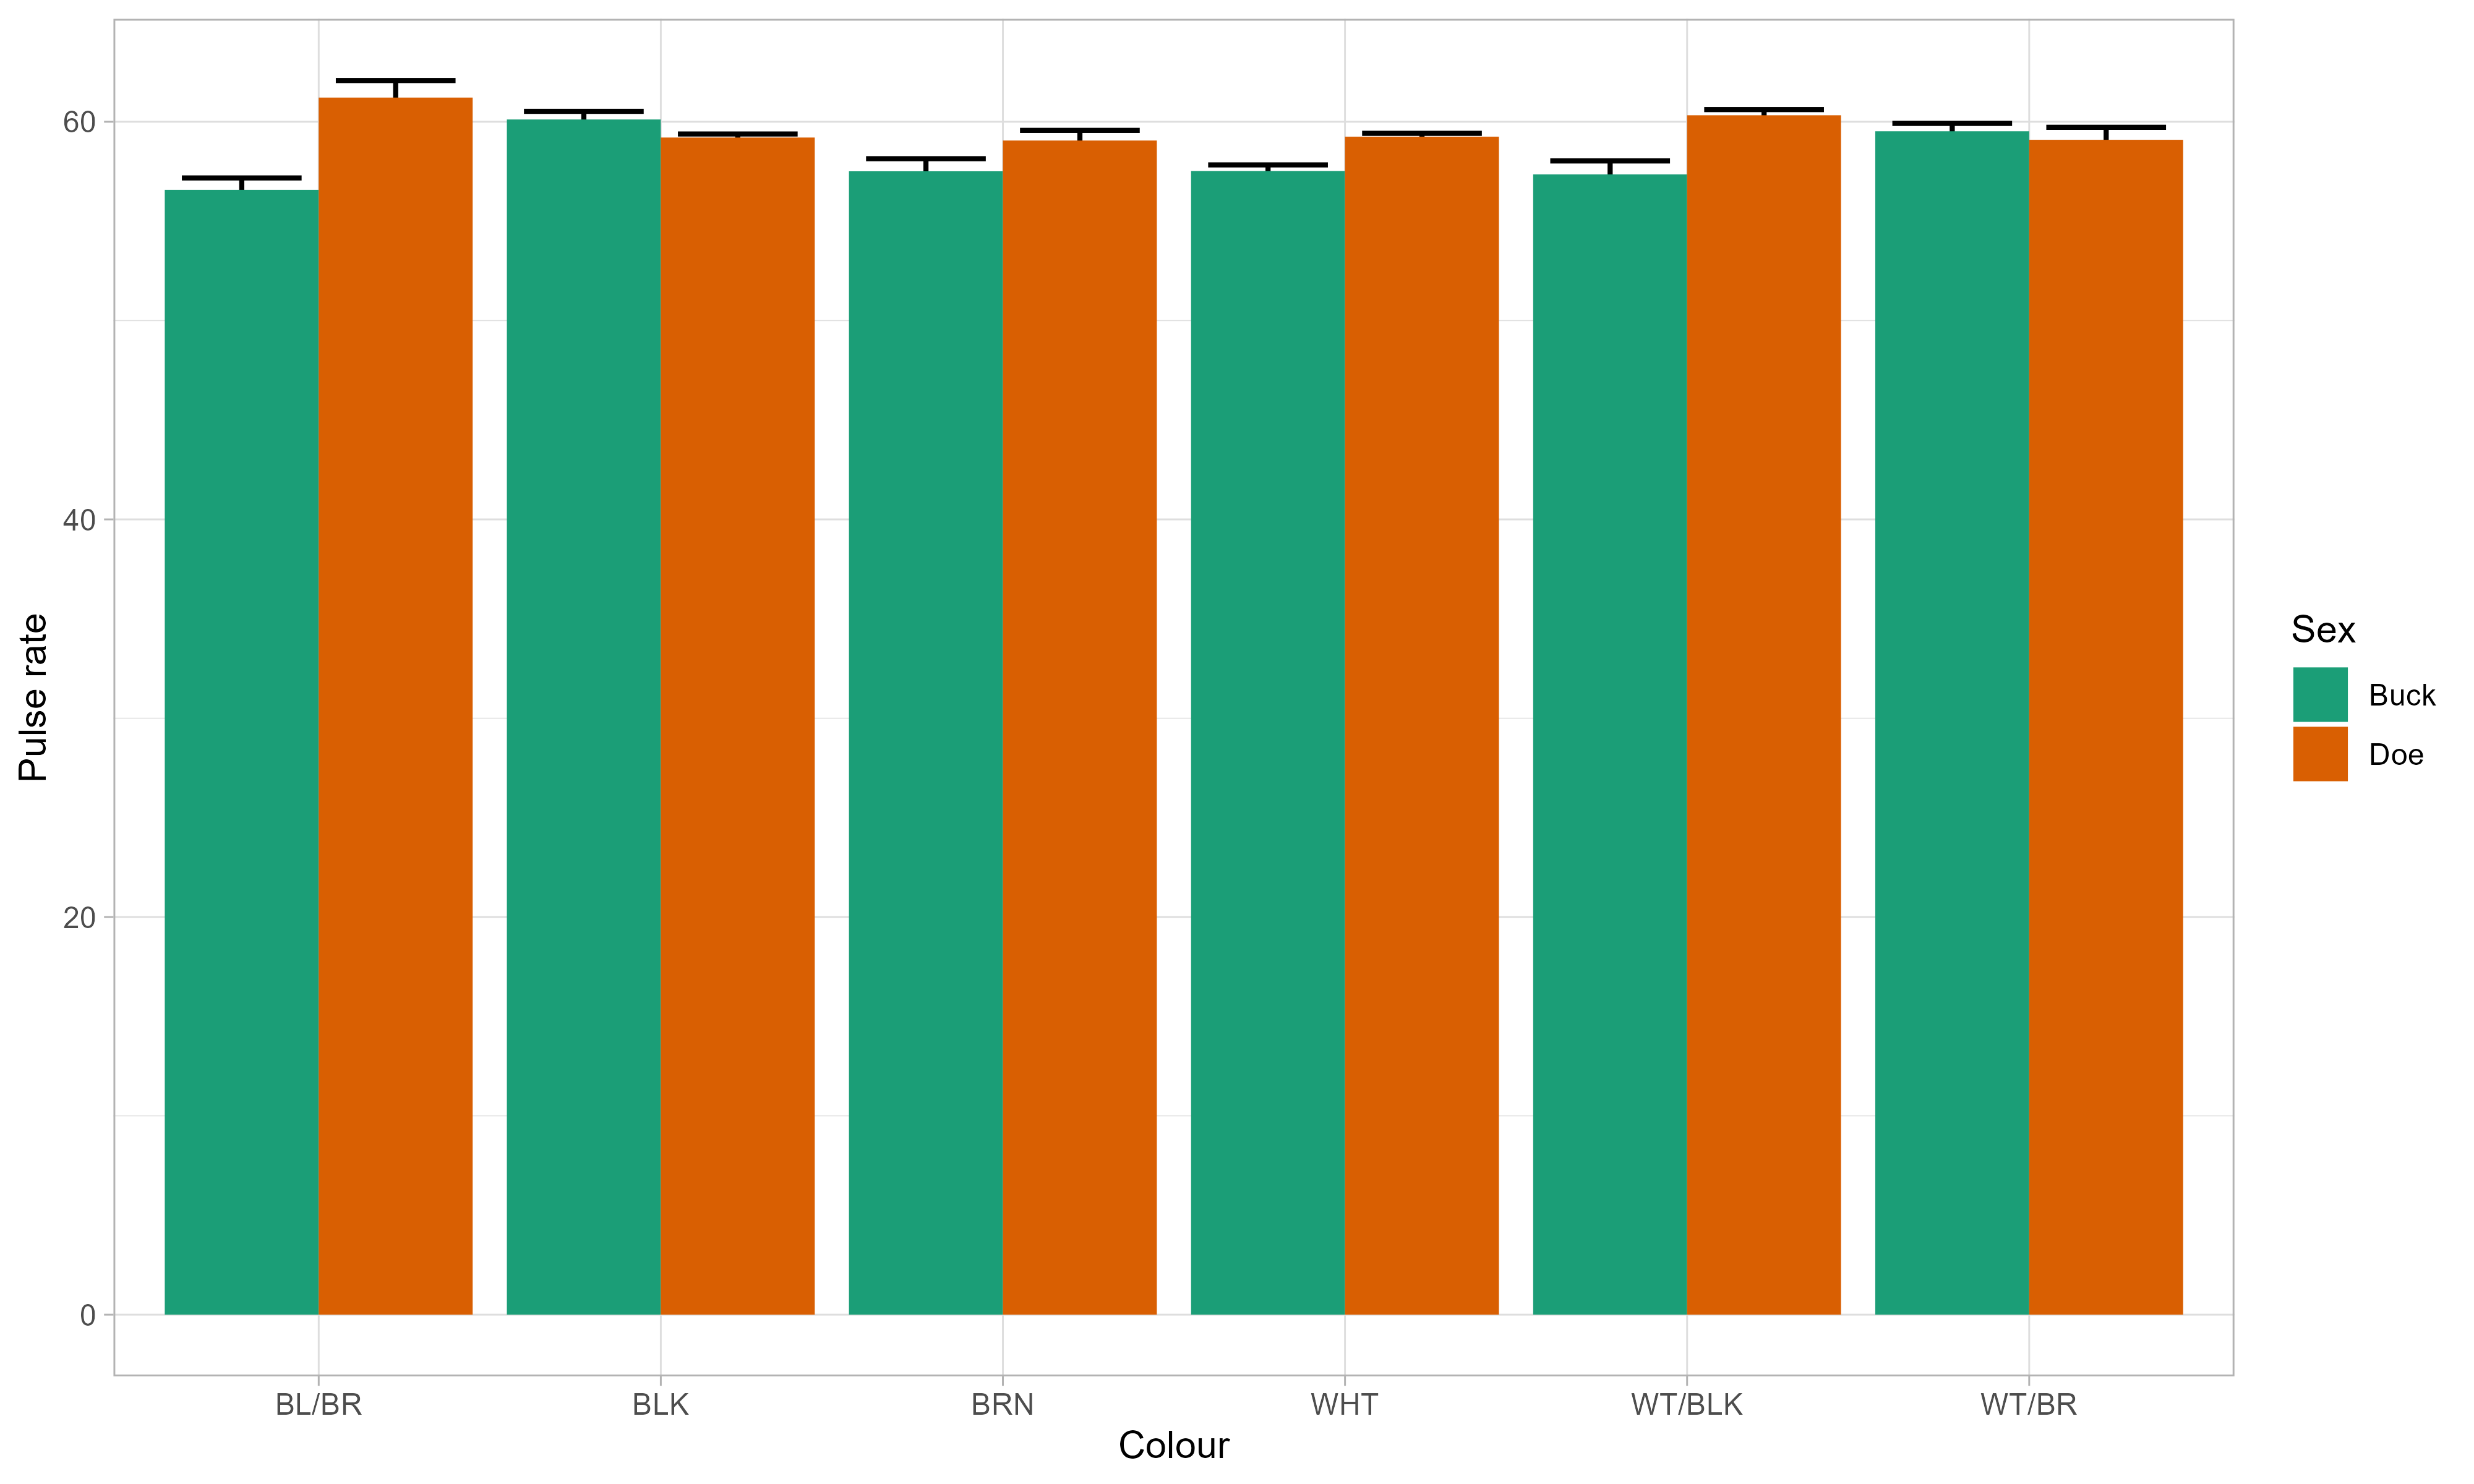 60
40
20
0
Pulse rate
BL/BR
BLK
BRN
WHT
WT/BLK
WT/BR
Colour
Sex
Buck
Doe